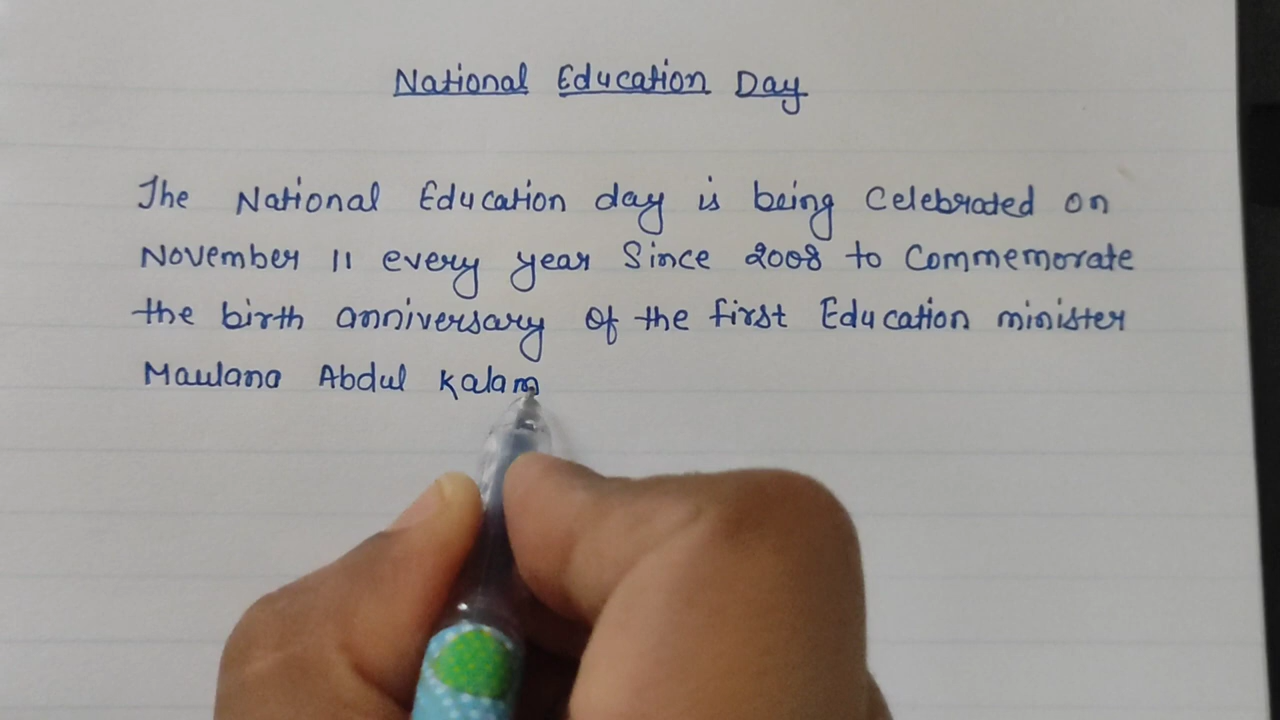 National Education Day
The National Education day is being Celebrated on
November 11 every year Since 2008 to Commemorate
the birth anniversary of the first Education minister
Maulana Abdul Kalam